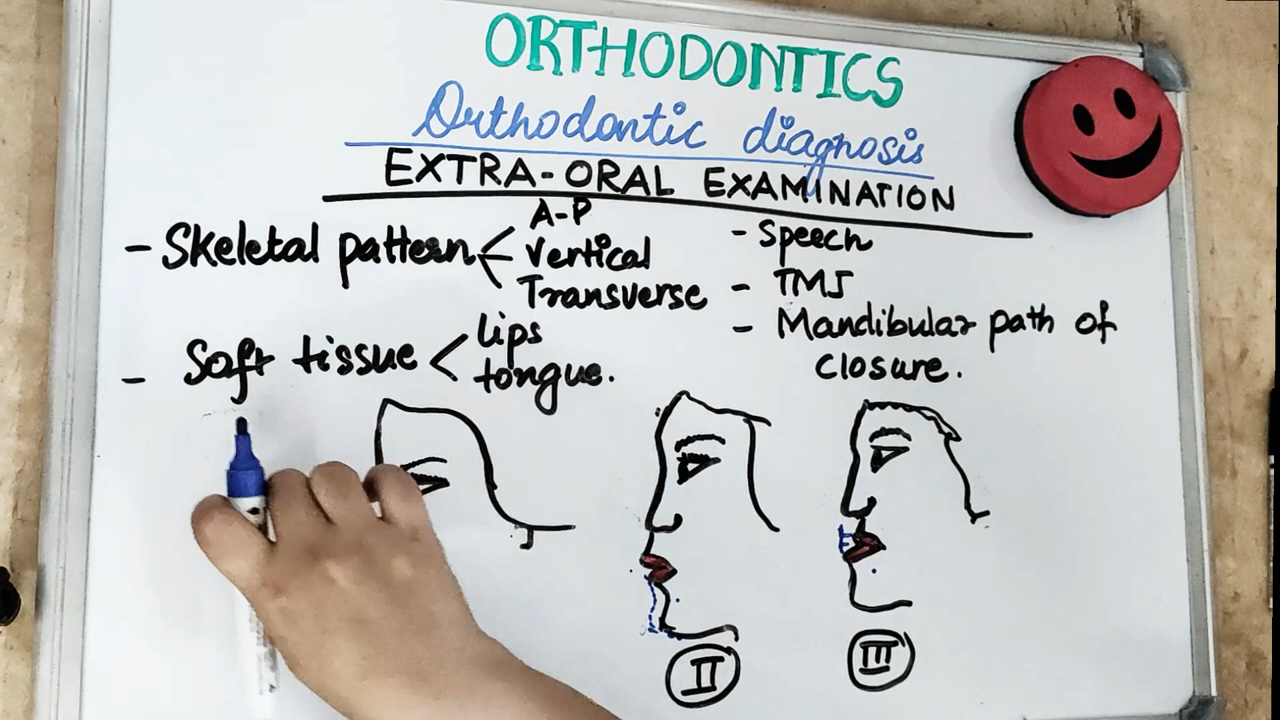 ORTHODONTICS
Orthodontic diagnosis
EXTRA-ORAL EXAMINATION
- Skeletal pattern < A-P
Vertical
Transverse
- Soft tissue < Lips
tongue.
- Speech
- TMJ
- Mandibular path of
closure.
II
III